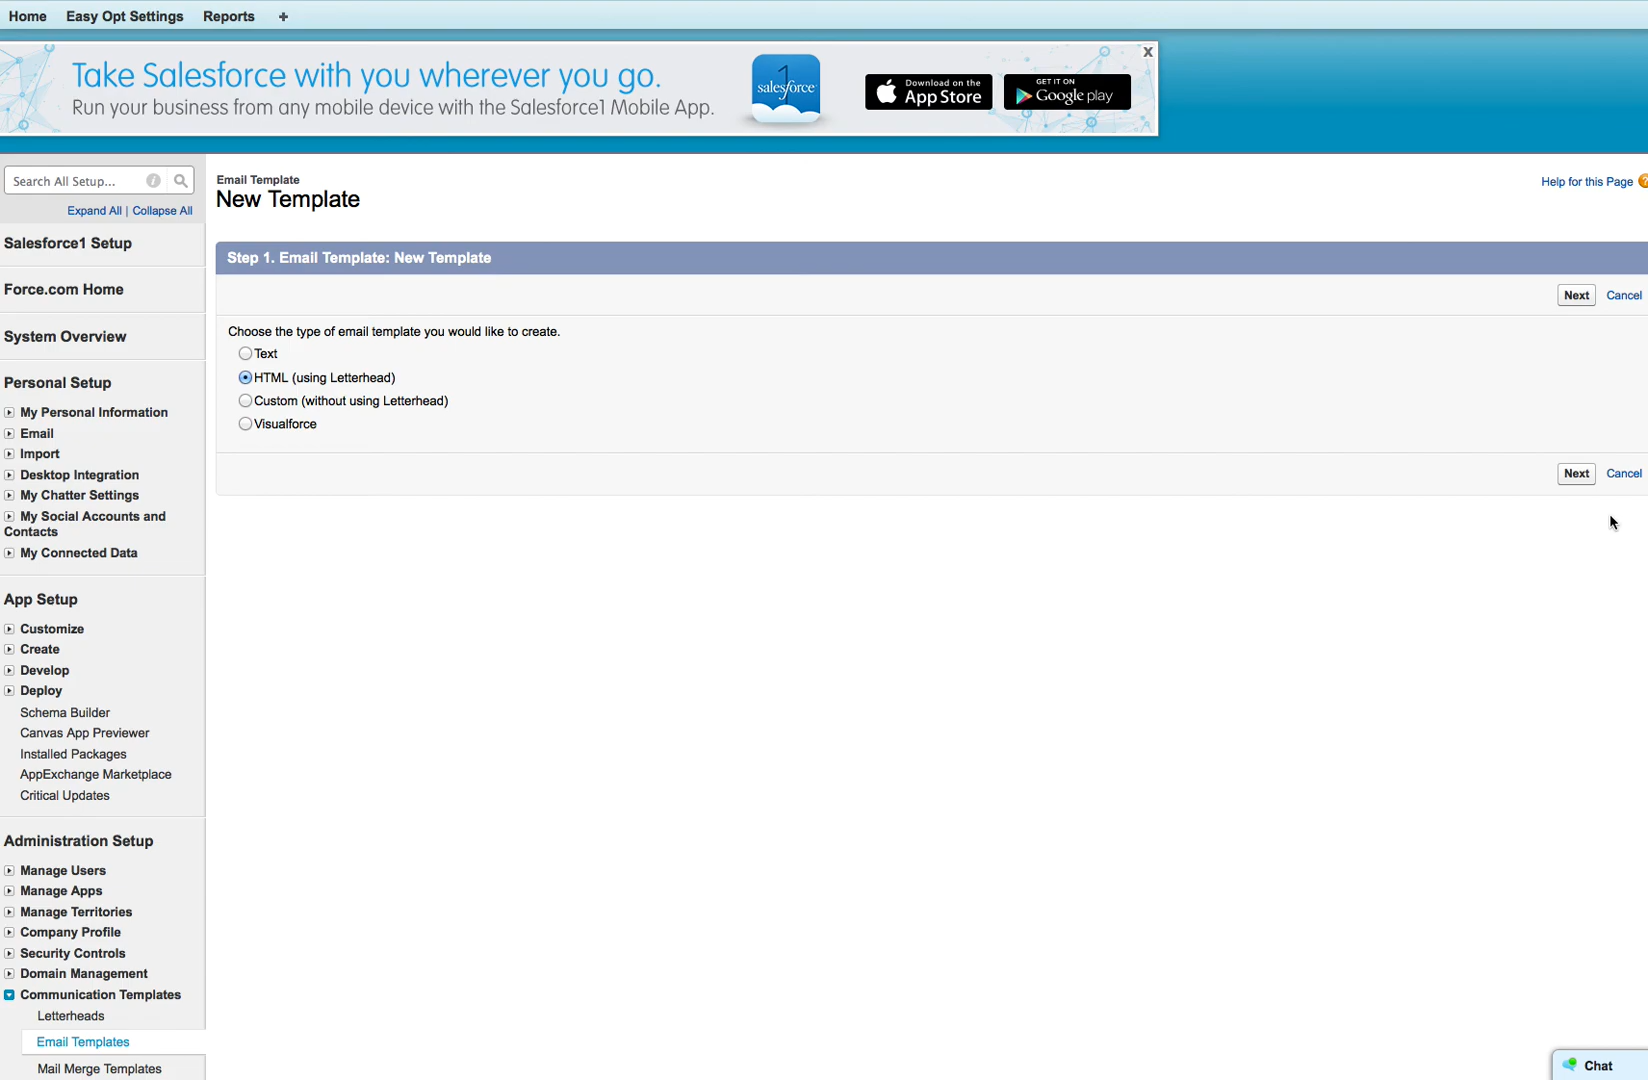 Home Easy Opt Settings Reports +
Take Salesforce with you wherever you go.
Run your business from any mobile device with the Salesforce1 Mobile App.
1
salesforce
Download on the
App Store
GET IT ON
Google play
X
Search All Setup...
Expand All | Collapse All
Salesforce1 Setup
Force.com Home
System Overview
Personal Setup
My Personal Information
Email
Import
Desktop Integration
My Chatter Settings
My Social Accounts and
Contacts
My Connected Data
App Setup
Customize
Create
Develop
Deploy
Schema Builder
Canvas App Previewer
Installed Packages
AppExchange Marketplace
Critical Updates
Administration Setup
Manage Users
Manage Apps
Manage Territories
Company Profile
Security Controls
Domain Management
Communication Templates
Letterheads
Email Templates
Mail Merge Templates
Email Template
New Template
Help for this Page ?
Step 1. Email Template: New Template
Next Cancel
Choose the type of email template you would like to create.
Text
HTML (using Letterhead)
Custom (without using Letterhead)
Visualforce
Next Cancel
Chat